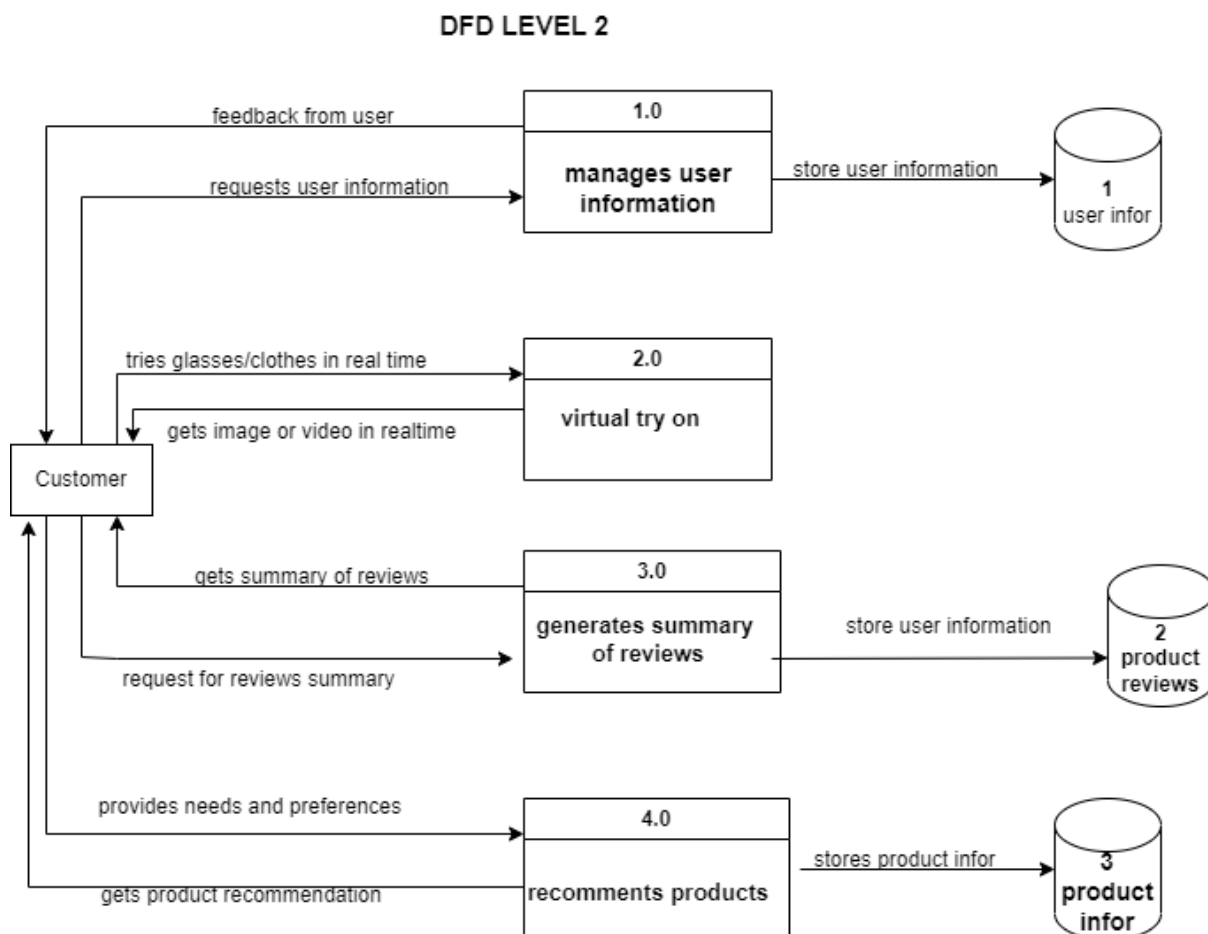 DFD LEVEL 2
feedback from user
1.0
requests user information
manages user
information
store user information
1
user infor
tries glasses/clothes in real time
2.0
gets image or video in realtime
virtual try on
Customer
gets summary of reviews
3.0
generates summary
of reviews
store user information
2
product
reviews
request for reviews summary
provides needs and preferences
4.0
stores product infor
3
product
infor
gets product recommendation
recomments products